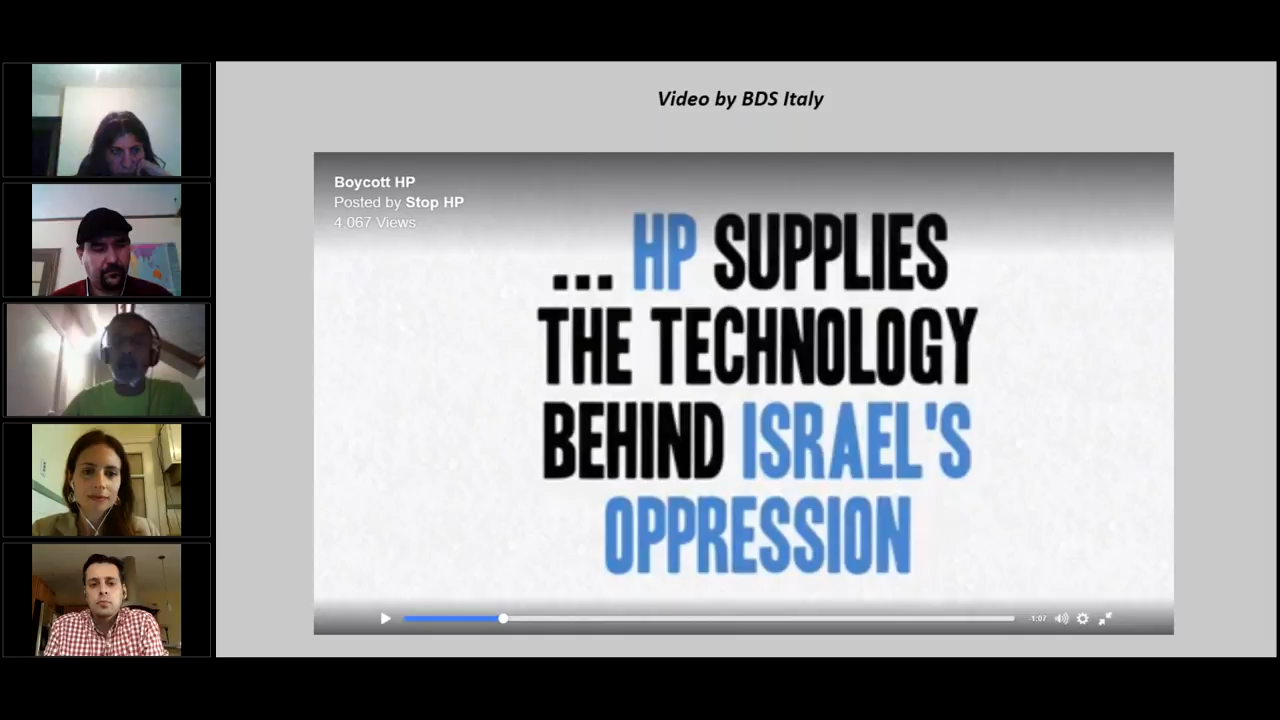 Video by BDS Italy
Boycott HP
Posted by Stop HP
4 067 Views
... HP SUPPLIES
THE TECHNOLOGY
BEHIND ISRAEL'S
OPPRESSION
-1:07